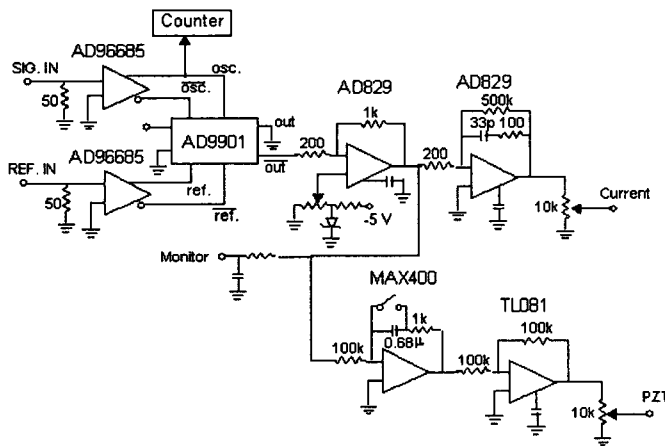 Counter
AD96685
SIG. IN
osc.
osc.
50
AD9901
out
out
AD96685
REF. IN
ref.
50
ref.
AD829
1k
200
-5 V
AD829
500k
33p 100
200
10k
Current
Monitor
MAX400
1k
0.68μ
100k
TL081
100k
100k
10k
PZT